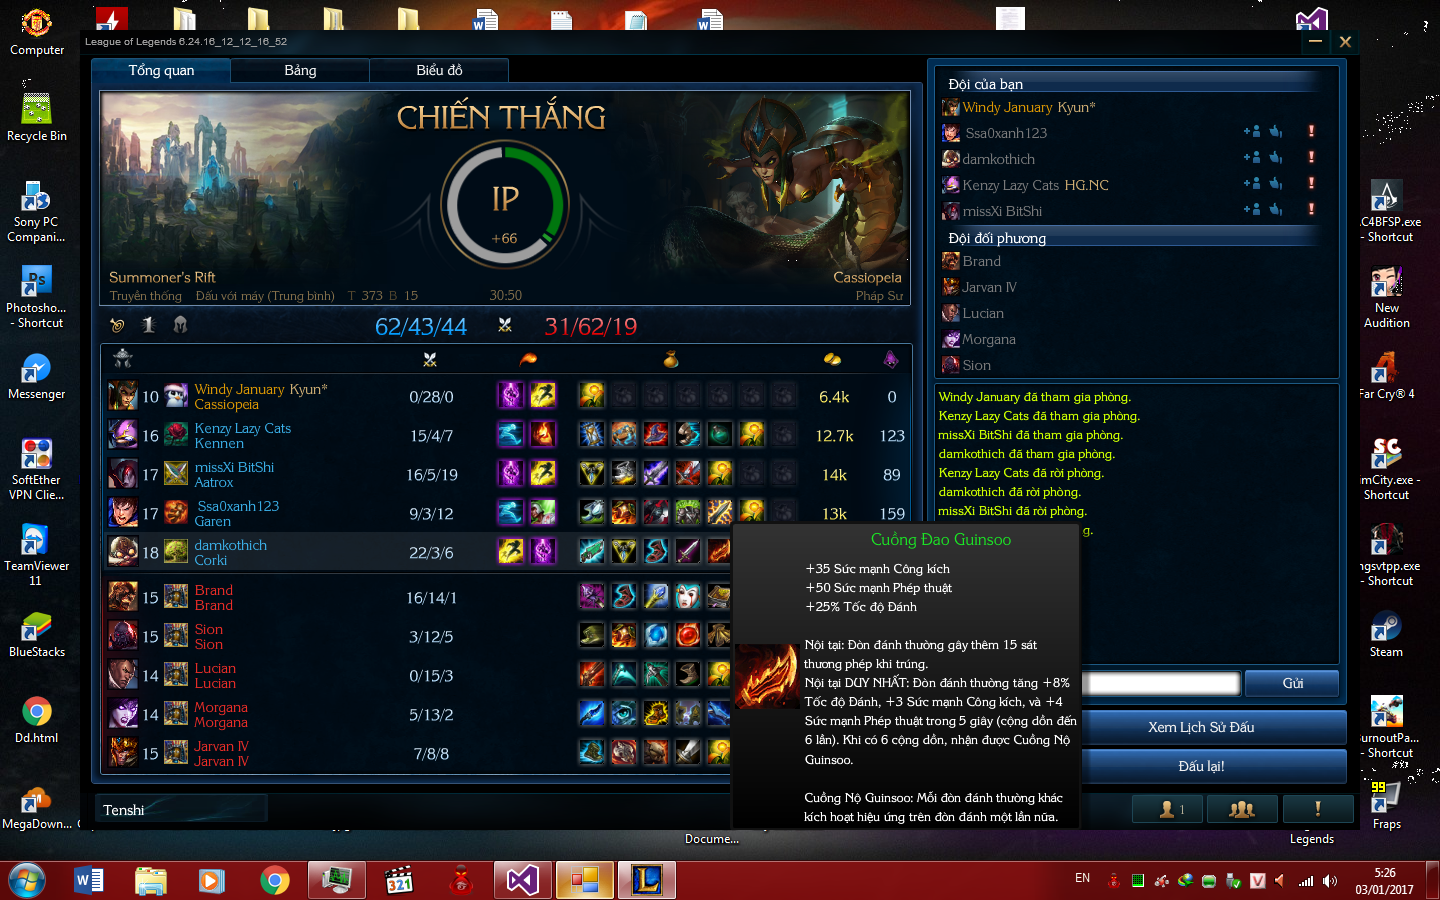 Computer
Recycle Bin
Sony PC
Compani...
Photosho...
- Shortcut
Messenger
SoftEther
VPN Clie...
TeamViewer
11
BlueStacks
Dd.html
MegaDown...
League of Legends 6.24.16_12_12_16_52
Tổng quan
Bảng
Biểu đồ
CHIẾN THẮNG
IP
+66
Summoner's Rift
Cassiopeia
Truyền thống Đấu với máy (Trung bình) T 373 B 15
30:50
Pháp Sư
1
62/43/44
31/62/19
10 Windy January Kyun* 0/28/0 6.4k 0
Cassiopeia
16 Kenzy Lazy Cats 15/4/7 12.7k 123
Kennen
17 missXi BitShi 16/5/19 14k 89
Aatrox
17 Ssa0xanh123 9/3/12 13k 159
Garen
18 damkothich 22/3/6
Corki
15 Brand 16/14/1
Brand
15 Sion 3/12/5
Sion
14 Lucian 0/15/3
Lucian
14 Morgana 5/13/2
Morgana
15 Jarvan IV 7/8/8
Jarvan IV
Cuồng Đao Guinsoo
+35 Sức mạnh Công kích
+50 Sức mạnh Phép thuật
+25% Tốc độ Đánh
Nội tại: Đòn đánh thường gây thêm 15 sát
thương phép khi trúng.
Nội tại DUY NHẤT: Đòn đánh thường tăng +8%
Tốc độ Đánh, +3 Sức mạnh Công kích, và +4
Sức mạnh Phép thuật trong 5 giây (cộng dồn đến
6 lần). Khi có 6 cộng dồn, nhận được Cuồng Nộ
Guinsoo.
Cuồng Nộ Guinsoo: Mỗi đòn đánh thường khác
kích hoạt hiệu ứng trên đòn đánh một lần nữa.
Đội của bạn
Windy January Kyun*
Ssa0xanh123
damkothich
Kenzy Lazy Cats HG.NC
missXi BitShi
Đội đối phương
Brand
Jarvan IV
Lucian
Morgana
Sion
Windy January đã tham gia phòng.
Kenzy Lazy Cats đã tham gia phòng.
missXi BitShi đã tham gia phòng.
damkothich đã tham gia phòng.
Kenzy Lazy Cats đã rời phòng.
damkothich đã rời phòng.
missXi BitShi đã rời phòng.
g.
Gửi
Xem Lịch Sử Đấu
Đấu lại!
Tenshi
1
Docume...
Legends
C4BFSP.exe
- Shortcut
New
Audition
Far Cry® 4
SC
imCity.exe -
Shortcut
ngsvtpp.exe
- Shortcut
Steam
urnoutPa...
- Shortcut
99
Fraps
321
EN
5:26
03/01/2017